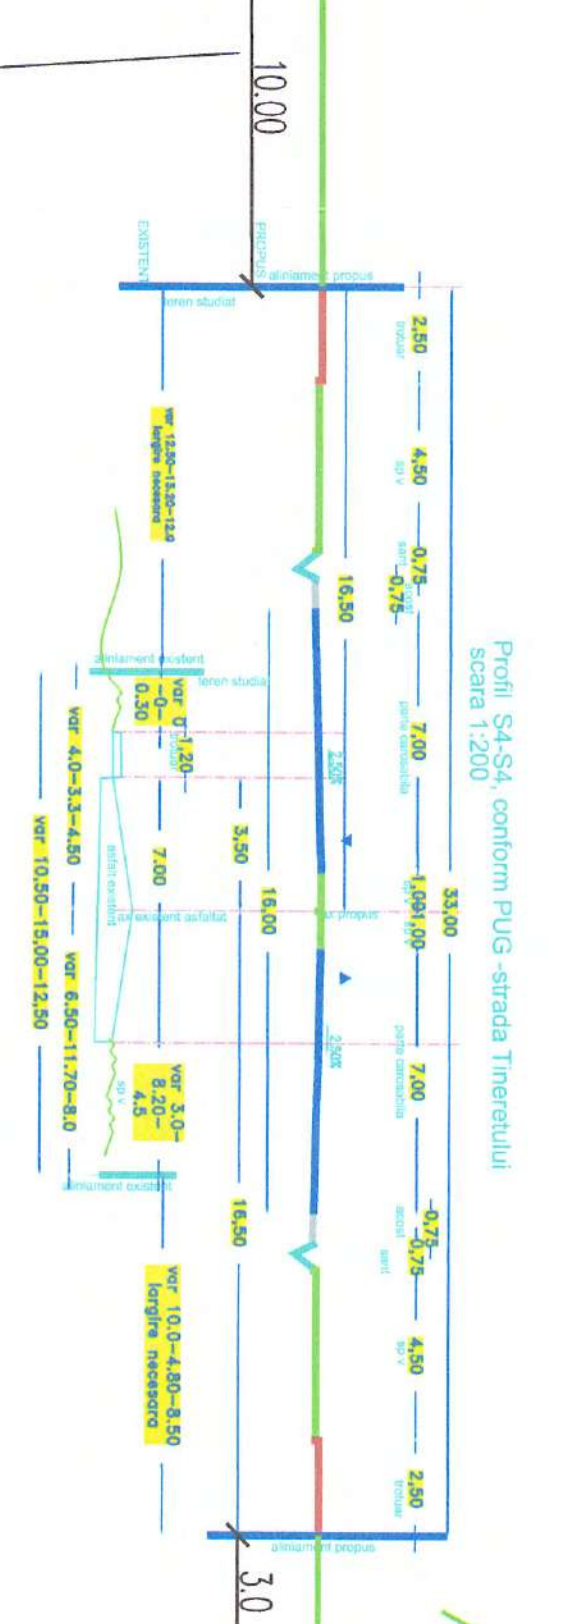 Profil S4-S4, conform PUG -strada Tineretului
scara 1:200
33,00
2,50
trotuar
4,50
sp v
0,75
sant
0,75
acost
7,00
parte carosabila
1,00
1,00
sp v
7,00
parte carosabila
0,75
acost
0,75
sant
4,50
sp v
2,50
trotuar
10.00
PROPUS
EXISTENT
aliniament propus
teren studiat
16,50
2.50%
ax propus
2.50%
16,00
3,50
16,50
aliniament propus
3.0
var 12.50-13.20-12.0
largire necesara
aliniament existent
teren studiat
var 0
-0-
0.30
1,20
trotuar
7.00
ax existent asfaltat
asfalt existent
var 3.0-
8.20-
4.5
sp v
aliniament existent
var 10.0-4.80-8.50
largire necesara
var 4.0-3.3-4.50
var 6.50-11.70-8.0
var 10,50-15,00-12,50